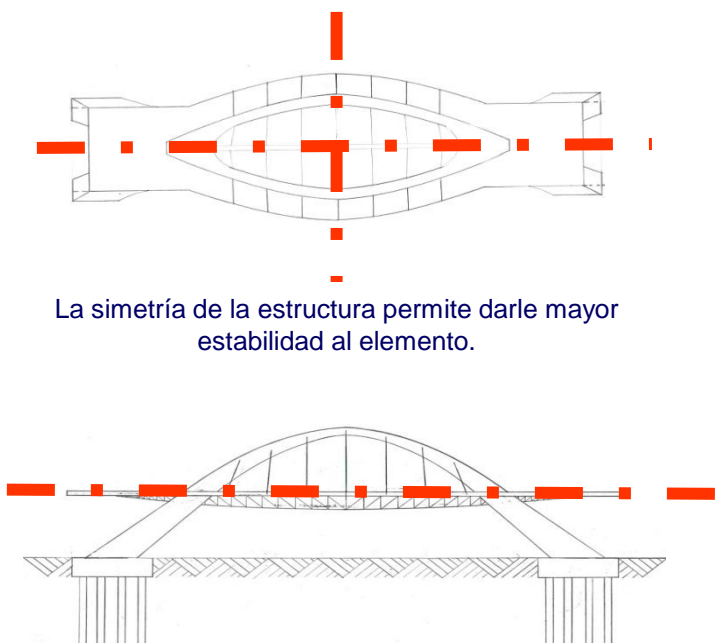 La simetría de la estructura permite darle mayor
estabilidad al elemento.